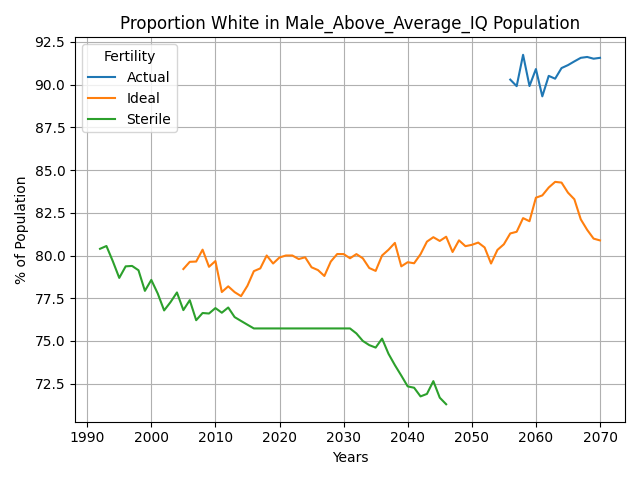 Proportion White in Male_Above_Average_IQ Population
Fertility
Actual
Ideal
Sterile
% of Population
92.5
90.0
87.5
85.0
82.5
80.0
77.5
75.0
72.5
1990 2000 2010 2020 2030 2040 2050 2060 2070
Years